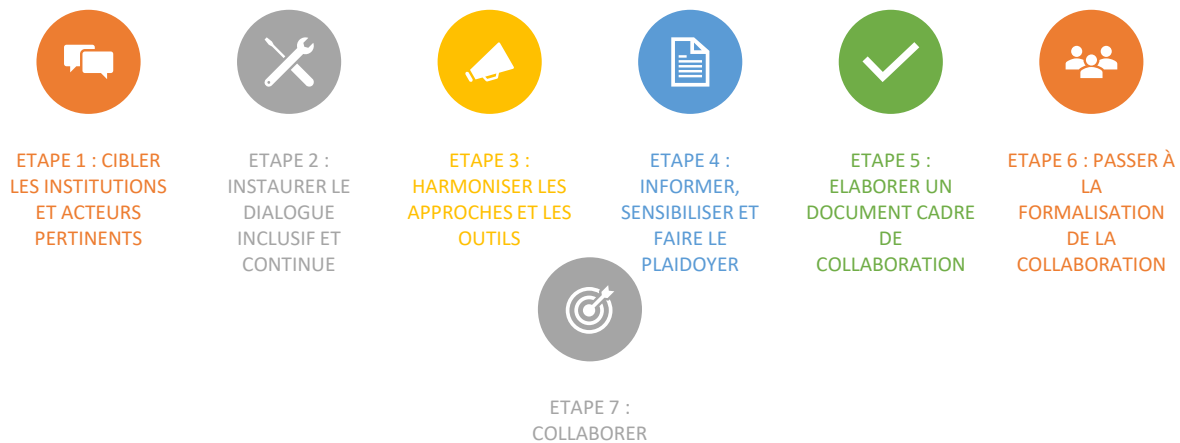 ETAPE 1 : CIBLER
LES INSTITUTIONS
ET ACTEURS
PERTINENTS
ETAPE 2 :
INSTAURER LE
DIALOGUE
INCLUSIF ET
CONTINUE
ETAPE 3 :
HARMONISER LES
APPROCHES ET LES
OUTILS
ETAPE 4 :
INFORMER,
SENSIBILISER ET
FAIRE LE
PLAIDOYER
ETAPE 5 :
ELABORER UN
DOCUMENT CADRE
DE
COLLABORATION
ETAPE 6 : PASSER À
LA
FORMALISATION
DE LA
COLLABORATION
ETAPE 7 :
COLLABORER